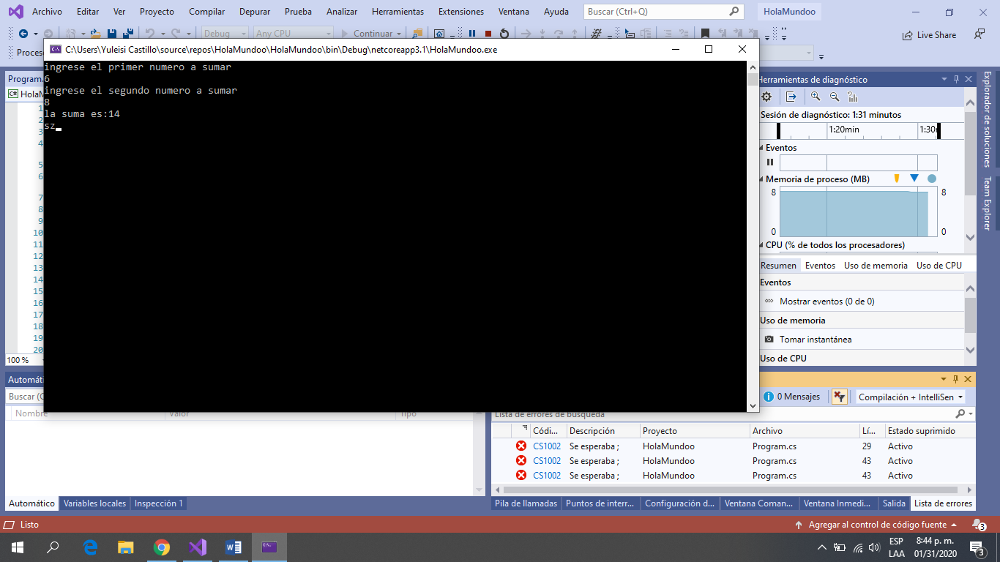 Archivo Editar Ver Proyecto Compilar Depurar Prueba Analizar Herramientas Extensiones Ventana Ayuda Buscar (Ctrl+Q) HolaMundoo
Debug Any CPU Continuar Live Share
Proces
C:\Users\Yuleisi Castillo\source\repos\HolaMundoo\HolaMundoo\bin\Debug\netcoreapp3.1\HolaMundoo.exe
ingrese el primer numero a sumar
6
ingrese el segundo numero a sumar
8
la suma es:14
sz
Program
C# HolaM
1
2
3
4
5
6
7
8
9
10
11
12
13
14
15
16
17
18
19
20
100 %
Herramientas de diagnóstico
Sesión de diagnóstico: 1:31 minutos
1:20min 1:30
Eventos
Memoria de proceso (MB)
8 8
0 0
CPU (% de todos los procesadores)
Resumen Eventos Uso de memoria Uso de CPU
Eventos
Mostrar eventos (0 de 0)
Uso de memoria
Tomar instantánea
Uso de CPU
Explorador de soluciones
Team Explorer
Automáti
Buscar (C
Nombre Valor Tipo
0 Mensajes Compilación + IntelliSen
Lista de errores de búsqueda
Códi... Descripción Proyecto Archivo Lí... Estado suprimido
CS1002 Se esperaba ; HolaMundoo Program.cs 29 Activo
CS1002 Se esperaba ; HolaMundoo Program.cs 43 Activo
CS1002 Se esperaba ; HolaMundoo Program.cs 43 Activo
Automático Variables locales Inspección 1
Pila de llamadas Puntos de interr... Configuración d... Ventana Coman... Ventana Inmedi... Salida Lista de errores
Listo Agregar al control de código fuente 3
ESP 8:44 p. m.
LAA 01/31/2020 3